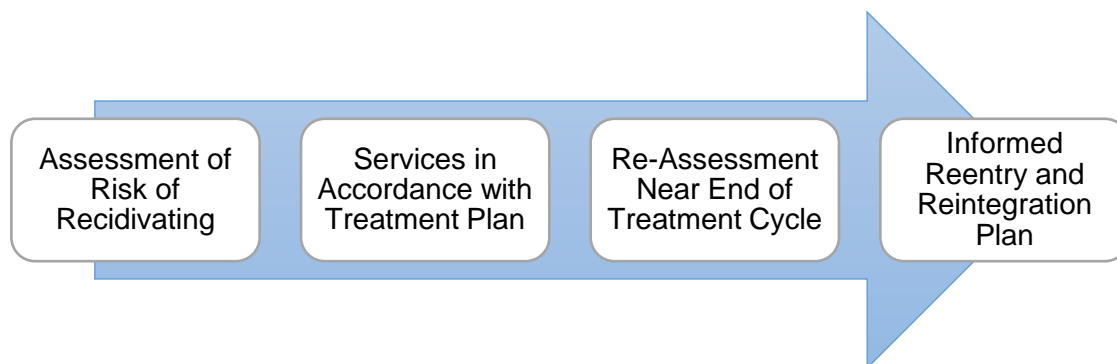 Assessment of
Risk of
Recidivating
Services in
Accordance with
Treatment Plan
Re-Assessment
Near End of
Treatment Cycle
Informed
Reentry and
Reintegration
Plan